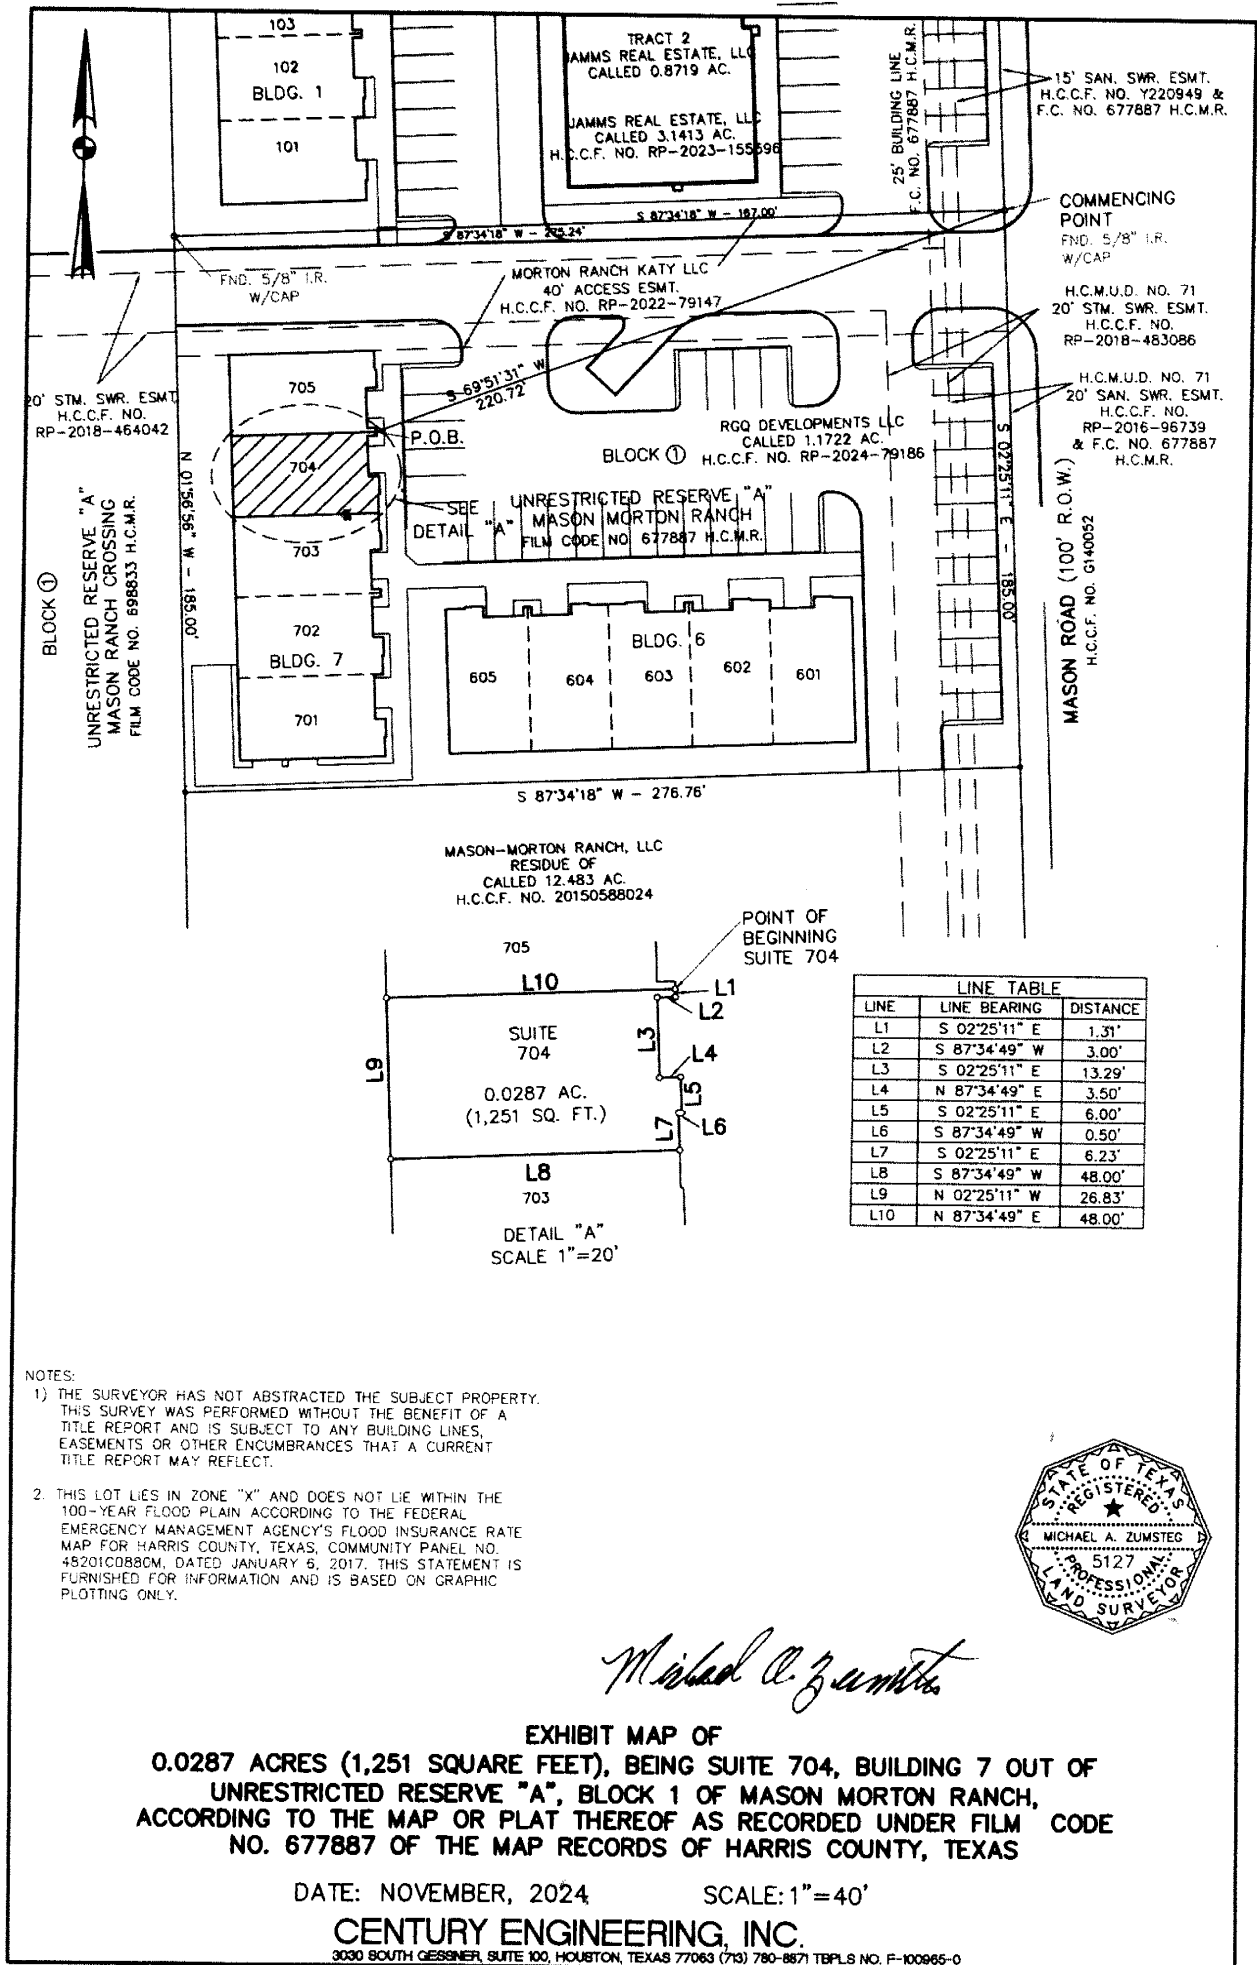 103
102
BLDG. 1
101
TRACT 2
JAMMS REAL ESTATE, LLC
CALLED 0.8719 AC.
JAMMS REAL ESTATE, LLC
CALLED 3.1413 AC.
H.C.C.F. NO. RP-2023-155596
25' BUILDING LINE
F.C. NO. 677887 H.C.M.R.
15' SAN. SWR. ESMT.
H.C.C.F. NO. Y220949 &
F.C. NO. 677887 H.C.M.R.
COMMENCING
POINT
FND. 5/8" I.R.
W/CAP
S 87°34'18" W - 167.00'
S 87°34'18" W - 275.24'
FND. 5/8" I.R.
W/CAP
MORTON RANCH KATY LLC
40' ACCESS ESMT.
H.C.C.F. NO. RP-2022-79147
H.C.M.U.D. NO. 71
20' STM. SWR. ESMT.
H.C.C.F. NO.
RP-2018-483086
20' STM. SWR. ESMT
H.C.C.F. NO.
RP-2018-464042
705
S 69°51'31" W
220.72'
H.C.M.U.D. NO. 71
20' SAN. SWR. ESMT.
H.C.C.F. NO.
RP-2016-96739
& F.C. NO. 677887
H.C.M.R.
P.O.B.
RGQ DEVELOPMENTS LLC
CALLED 1.1722 AC.
H.C.C.F. NO. RP-2024-79186
BLOCK 1
704
SEE
DETAIL "A"
UNRESTRICTED RESERVE "A"
MASON MORTON RANCH
FILM CODE NO. 677887 H.C.M.R.
N 01°56'56" W - 185.00'
S 02°25'11" E - 185.00'
MASON ROAD (100' R.O.W.)
H.C.C.F. NO. G140052
BLOCK 1
UNRESTRICTED RESERVE "A"
MASON RANCH CROSSING
FILM CODE NO. 698833 H.C.M.R.
703
702
BLDG. 7
701
BLDG. 6
605
604
603
602
601
S 87°34'18" W - 276.76'
MASON-MORTON RANCH, LLC
RESIDUE OF
CALLED 12.483 AC.
H.C.C.F. NO. 20150588024
POINT OF
BEGINNING
SUITE 704
705
L10
L1
L2
SUITE
704
L3
L4
L9
0.0287 AC.
(1,251 SQ. FT.)
L5
L7
L6
L8
703
DETAIL "A"
SCALE 1"=20'
LINE TABLE
LINE LINE BEARING DISTANCE
L1 S 02°25'11" E 1.31'
L2 S 87°34'49" W 3.00'
L3 S 02°25'11" E 13.29'
L4 N 87°34'49" E 3.50'
L5 S 02°25'11" E 6.00'
L6 S 87°34'49" W 0.50'
L7 S 02°25'11" E 6.23'
L8 S 87°34'49" W 48.00'
L9 N 02°25'11" W 26.83'
L10 N 87°34'49" E 48.00'
NOTES:
1) THE SURVEYOR HAS NOT ABSTRACTED THE SUBJECT PROPERTY.
THIS SURVEY WAS PERFORMED WITHOUT THE BENEFIT OF A
TITLE REPORT AND IS SUBJECT TO ANY BUILDING LINES,
EASEMENTS OR OTHER ENCUMBRANCES THAT A CURRENT
TITLE REPORT MAY REFLECT.
2. THIS LOT LIES IN ZONE "X" AND DOES NOT LIE WITHIN THE
100-YEAR FLOOD PLAIN ACCORDING TO THE FEDERAL
EMERGENCY MANAGEMENT AGENCY'S FLOOD INSURANCE RATE
MAP FOR HARRIS COUNTY, TEXAS, COMMUNITY PANEL NO.
48201C0880M, DATED JANUARY 6, 2017. THIS STATEMENT IS
FURNISHED FOR INFORMATION AND IS BASED ON GRAPHIC
PLOTTING ONLY.
STATE OF TEXAS
REGISTERED
MICHAEL A. ZUMSTEG
5127
PROFESSIONAL
LAND SURVEYOR
Michael A. Zumsteg
EXHIBIT MAP OF
0.0287 ACRES (1,251 SQUARE FEET), BEING SUITE 704, BUILDING 7 OUT OF
UNRESTRICTED RESERVE "A", BLOCK 1 OF MASON MORTON RANCH,
ACCORDING TO THE MAP OR PLAT THEREOF AS RECORDED UNDER FILM CODE
NO. 677887 OF THE MAP RECORDS OF HARRIS COUNTY, TEXAS
DATE: NOVEMBER, 2024 SCALE: 1"=40'
CENTURY ENGINEERING, INC.
3030 SOUTH GESSNER, SUITE 100, HOUSTON, TEXAS 77063 (713) 780-8871 TBPLS NO. F-100965-0